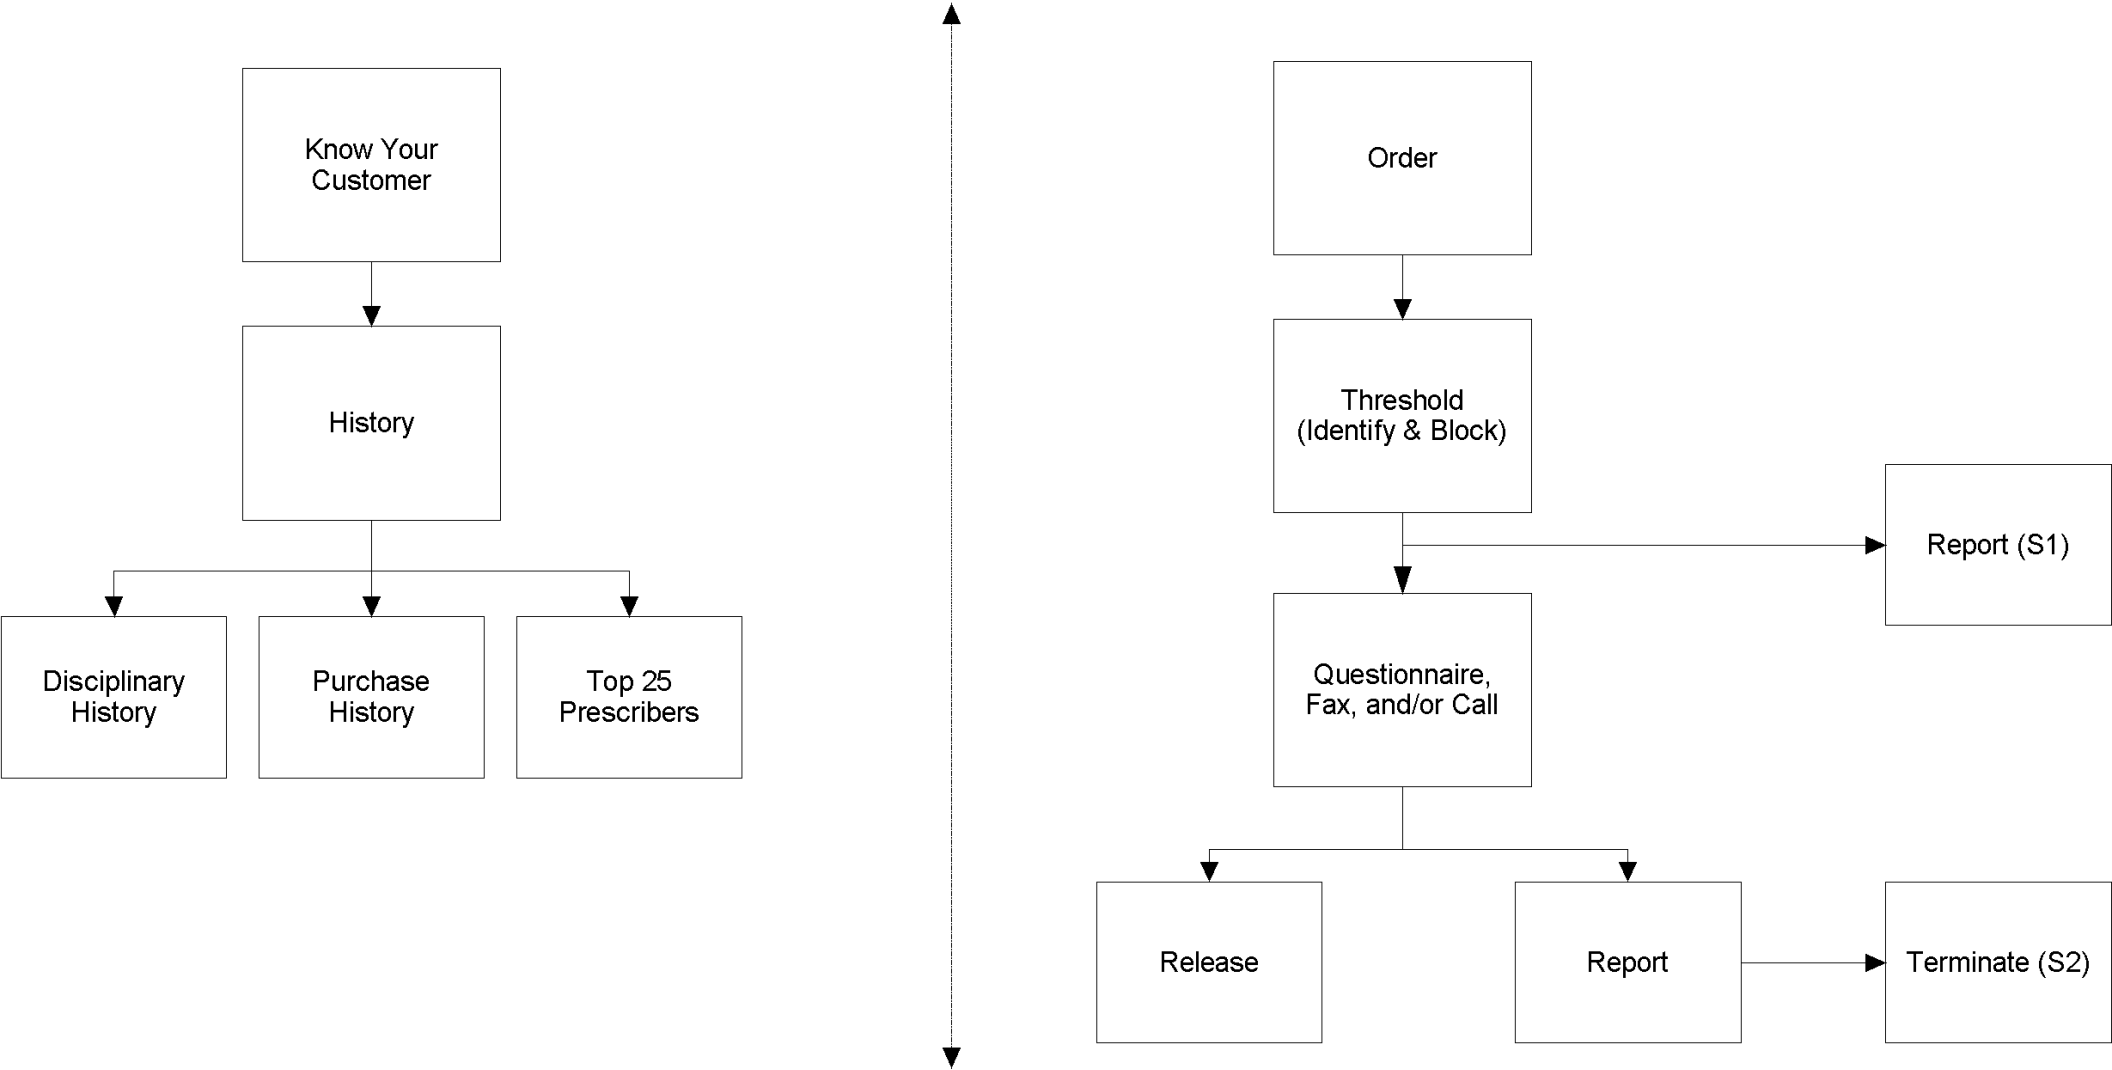 Know Your
Customer
History
Disciplinary
History
Purchase
History
Top 25
Prescribers
Order
Threshold
(Identify & Block)
Report (S1)
Questionnaire,
Fax, and/or Call
Release
Report
Terminate (S2)